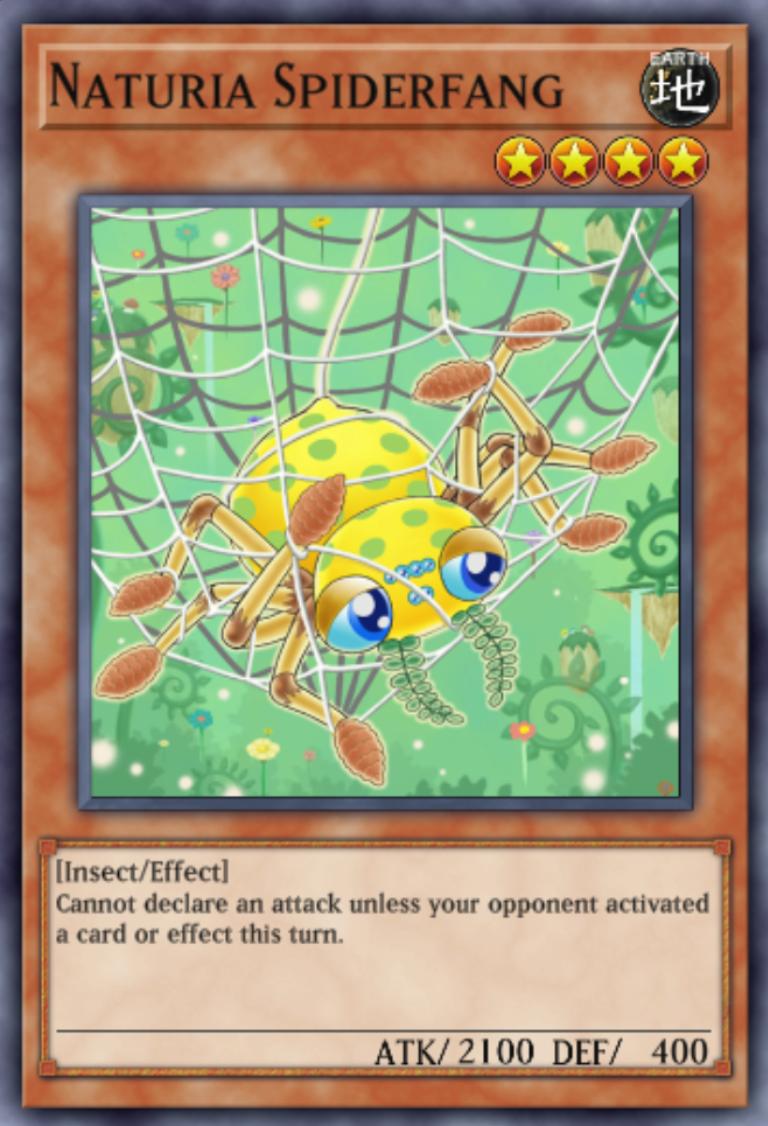 NATURIA SPIDERFANG
EARTH
地
[Insect/Effect]
Cannot declare an attack unless your opponent activated
a card or effect this turn.
ATK/ 2100 DEF/ 400